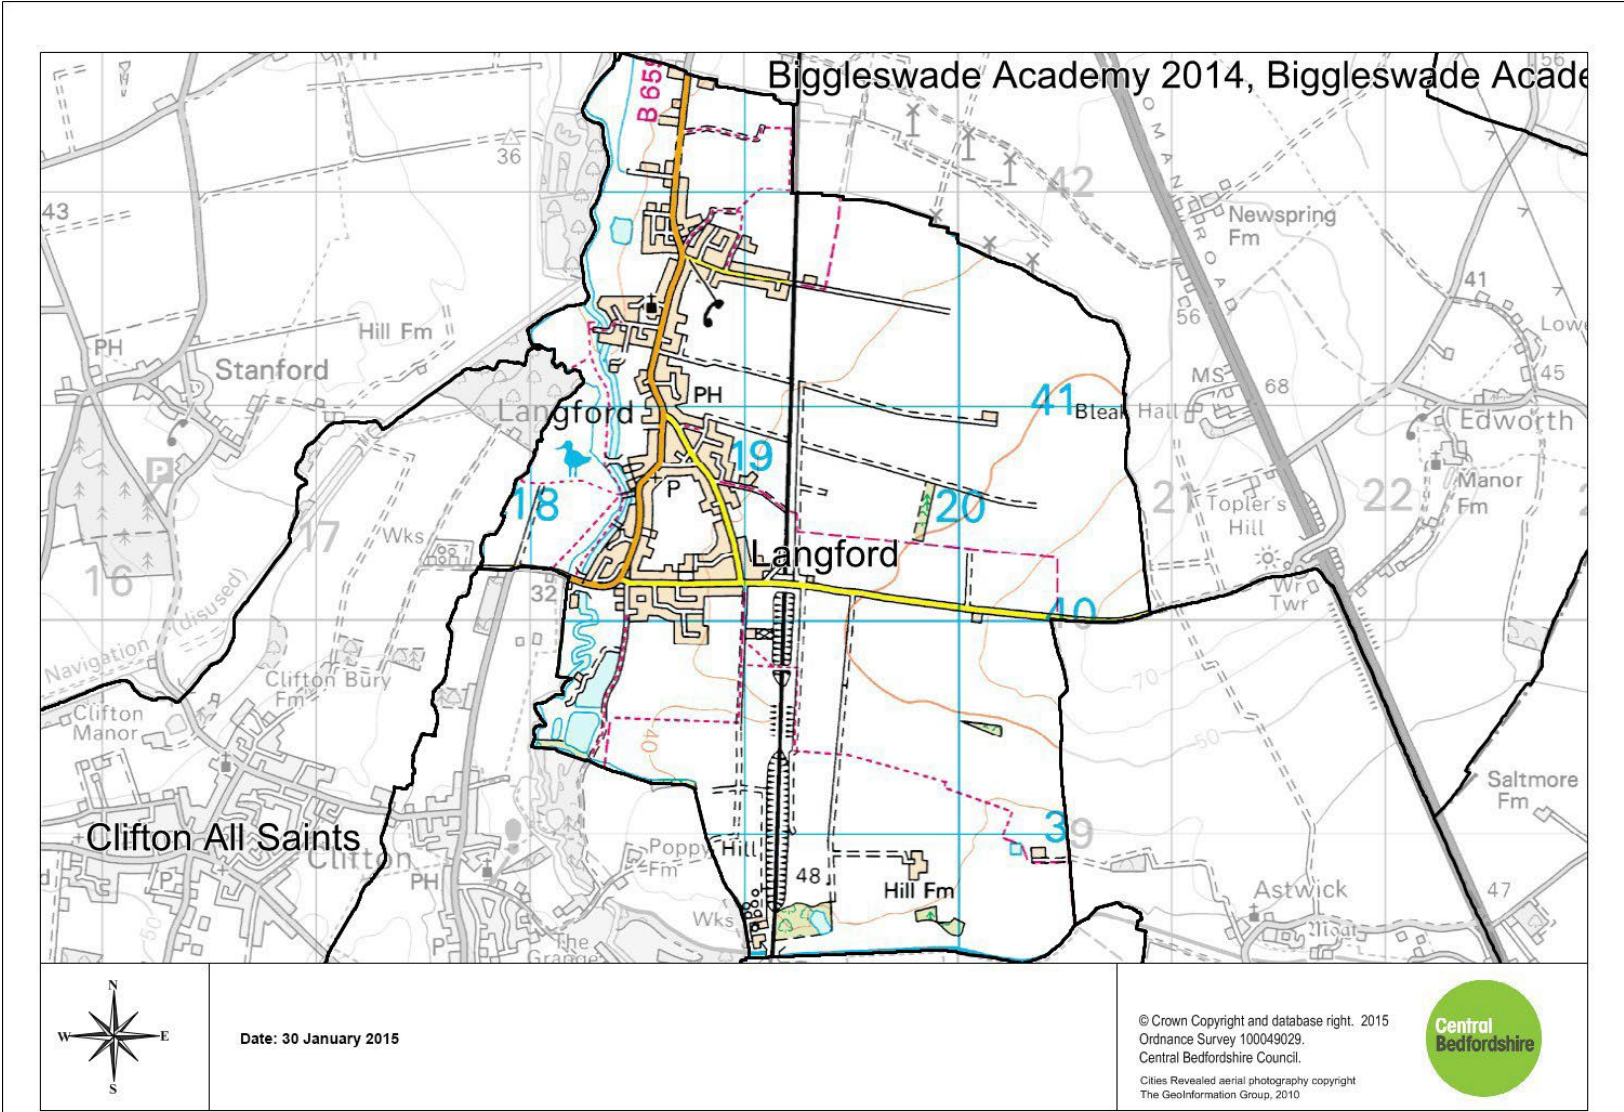 Biggleswade Academy 2014, Biggleswade Acade
B 659
56
36
42
43
ROMAN ROAD
Newspring
Fm
41
56
Hill Fm
PH
Stanford
Lowe
MS
68
45
PH
Langford
41
Bleak Hall
Edworth
19
P
P
18
20
21
22
Manor
Fm
Topler's
Hill
17
Wks
Langford
16
32
40
Wr
Twr
Navigation (disused)
Clifton Bury
Fm
70
Clifton
Manor
40
50
Saltmore
Fm
39
Clifton All Saints
Clifton
Poppy Hill
Fm
PH
48
Hill Fm
Astwick
47
Wks
50
P
P
Moat
The
Grange
N
W
E
S
Date: 30 January 2015
© Crown Copyright and database right. 2015
Ordnance Survey 100049029.
Central Bedfordshire Council.
Cities Revealed aerial photography copyright
The GeoInformation Group, 2010
Central
Bedfordshire